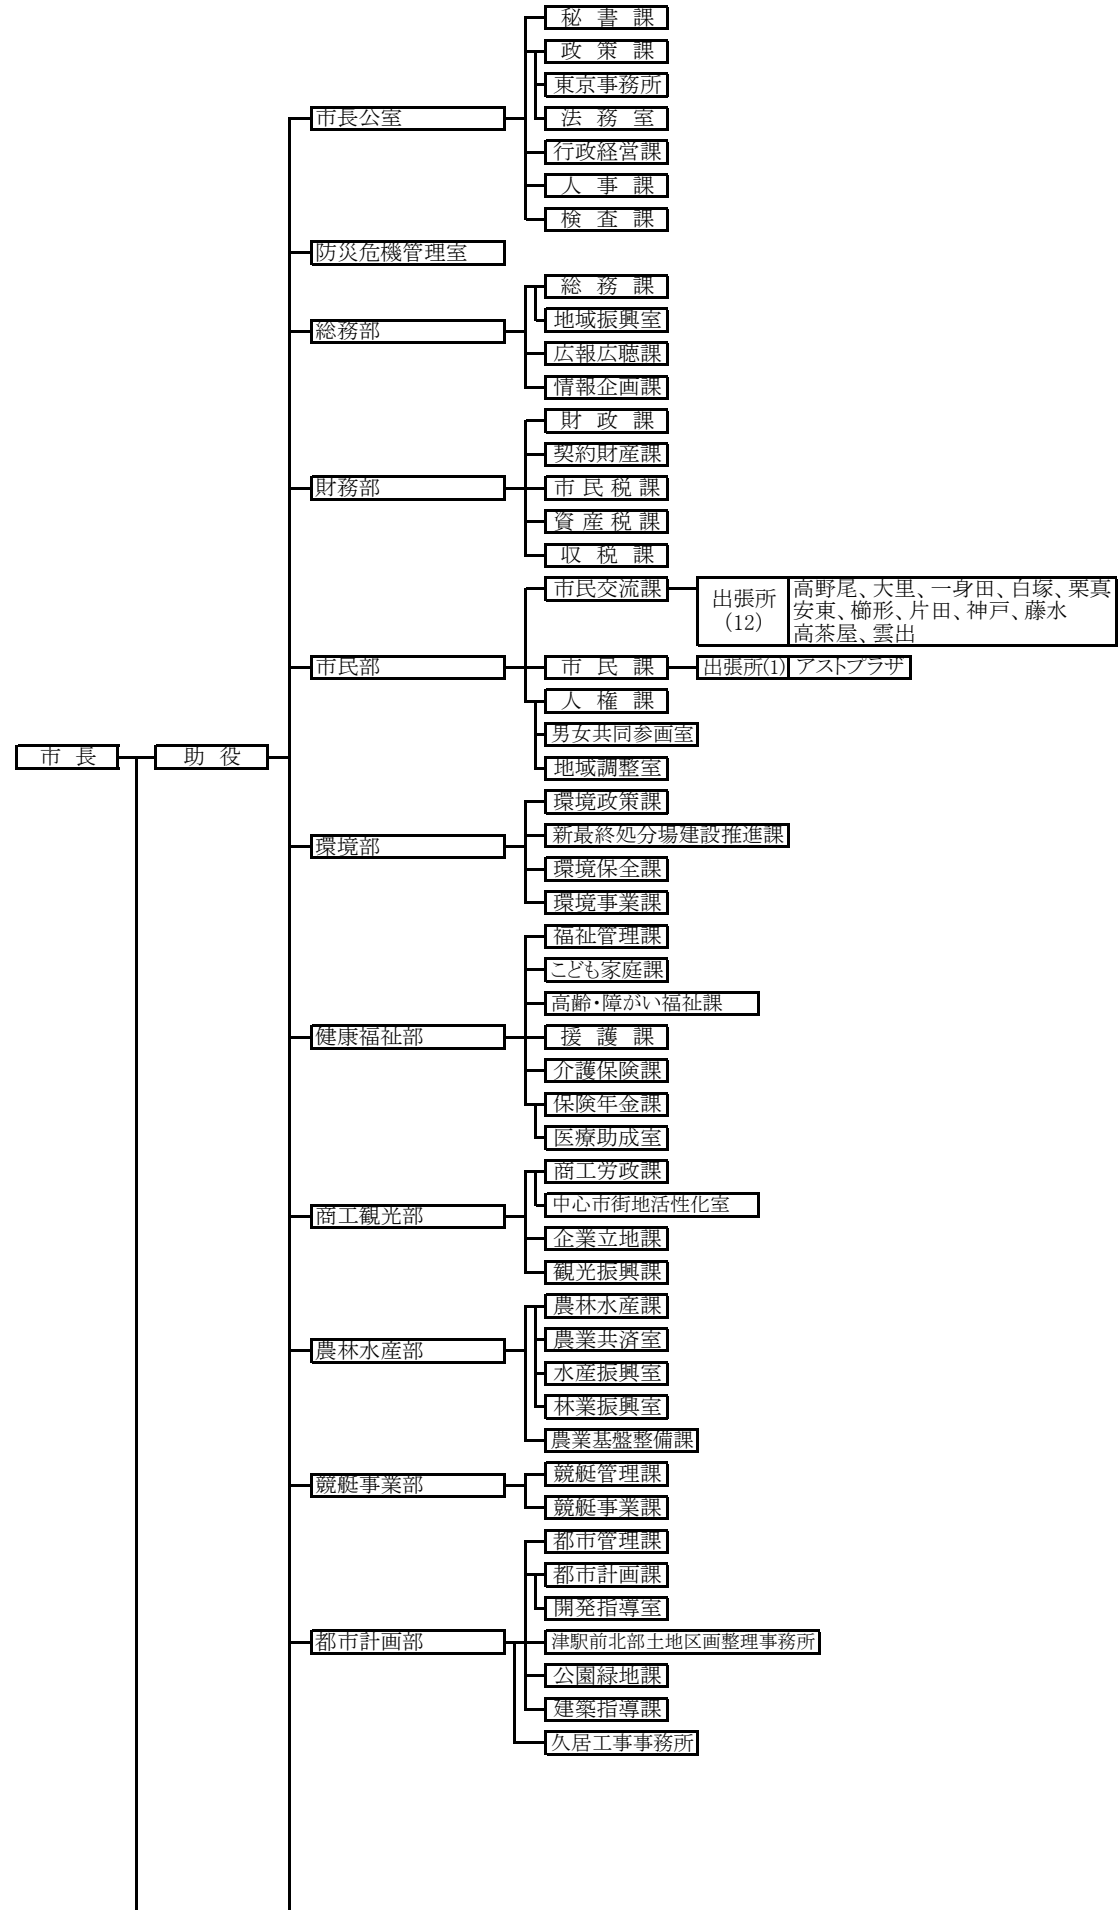 秘書課
政策課
東京事務所
市長公室
法務室
行政経営課
人事課
検査課
防災危機管理室
総務課
地域振興室
総務部
広報広聴課
情報企画課
財政課
契約財産課
財務部
市民税課
資産税課
収税課
市民交流課
出張所
(12)
高野尾、大里、一身田、白塚、栗真
安東、櫛形、片田、神戸、藤水
高茶屋、雲出
市民部
市民課
出張所(1)
アストプラザ
人権課
男女共同参画室
市長
助役
地域調整室
環境政策課
新最終処分場建設推進課
環境部
環境保全課
環境事業課
福祉管理課
こども家庭課
高齢・障がい福祉課
健康福祉部
援護課
介護保険課
保険年金課
医療助成室
商工労政課
中心市街地活性化室
商工観光部
企業立地課
観光振興課
農林水産課
農業共済室
農林水産部
水産振興室
林業振興室
農業基盤整備課
競艇管理課
競艇事業部
競艇事業課
都市管理課
都市計画課
開発指導室
都市計画部
津駅前北部土地区画整理事務所
公園緑地課
建築指導課
久居工事事務所